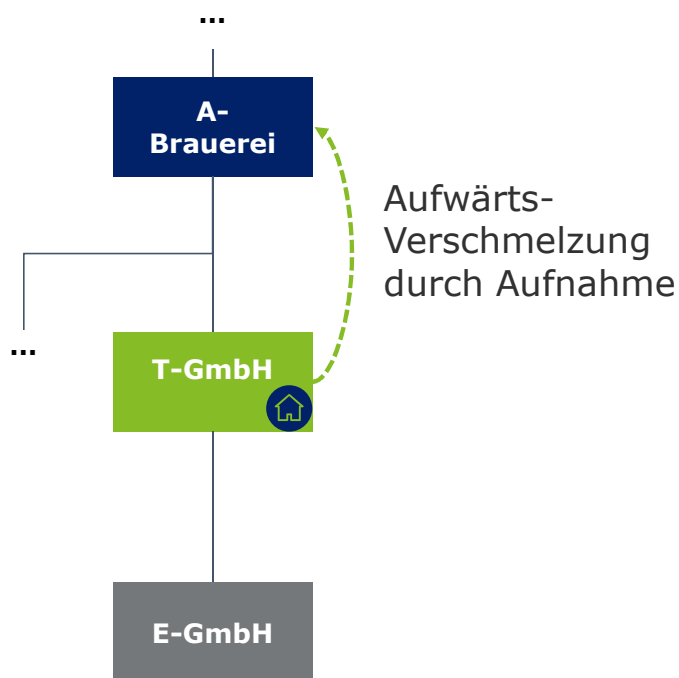 ...
A-
Brauerei
Aufwärts-
Verschmelzung
durch Aufnahme
...
T-GmbH
E-GmbH